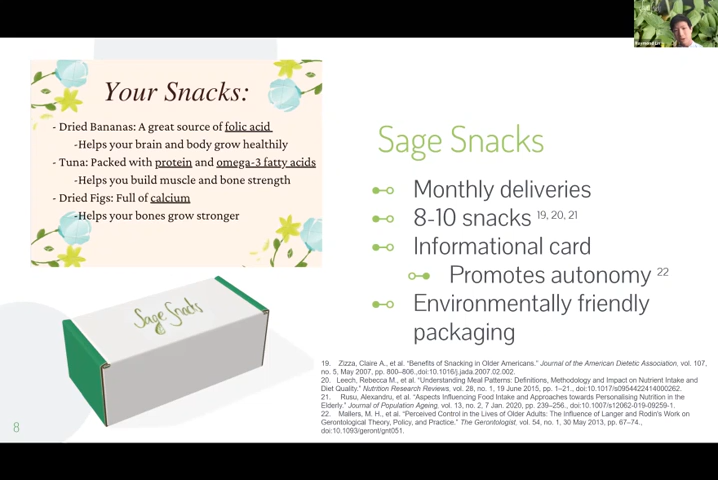 Your Snacks:
- Dried Bananas: A great source of folic acid
-Helps your brain and body grow healthily
- Tuna: Packed with protein and omega-3 fatty acids
-Helps you build muscle and bone strength
- Dried Figs: Full of calcium
-Helps your bones grow stronger
Sage Snacks
8
Sage Snacks
Monthly deliveries
8-10 snacks 19, 20, 21
Informational card
Promotes autonomy 22
Environmentally friendly
packaging
19. Zizza, Claire A., et al. “Benefits of Snacking in Older Americans.” Journal of the American Dietetic Association, vol. 107,
no. 5, May 2007, pp. 800–806., doi:10.1016/j.jada.2007.02.002.
20. Leech, Rebecca M., et al. “Understanding Meal Patterns: Definitions, Methodology and Impact on Nutrient Intake and
Diet Quality.” Nutrition Research Reviews, vol. 28, no. 1, 19 June 2015, pp. 1–21., doi:10.1017/s0954422414000262.
21. Rusu, Alexandru, et al. “Aspects Influencing Food Intake and Approaches towards Personalising Nutrition in the
Elderly.” Journal of Population Ageing, vol. 13, no. 2, 7 Jan. 2020, pp. 239–256., doi:10.1007/s12062-019-09259-1.
22. Mallers, M. H., et al. “Perceived Control in the Lives of Older Adults: The Influence of Langer and Rodin's Work on
Gerontological Theory, Policy, and Practice.” The Gerontologist, vol. 54, no. 1, 30 May 2013, pp. 67–74.,
doi:10.1093/geront/gnt051.